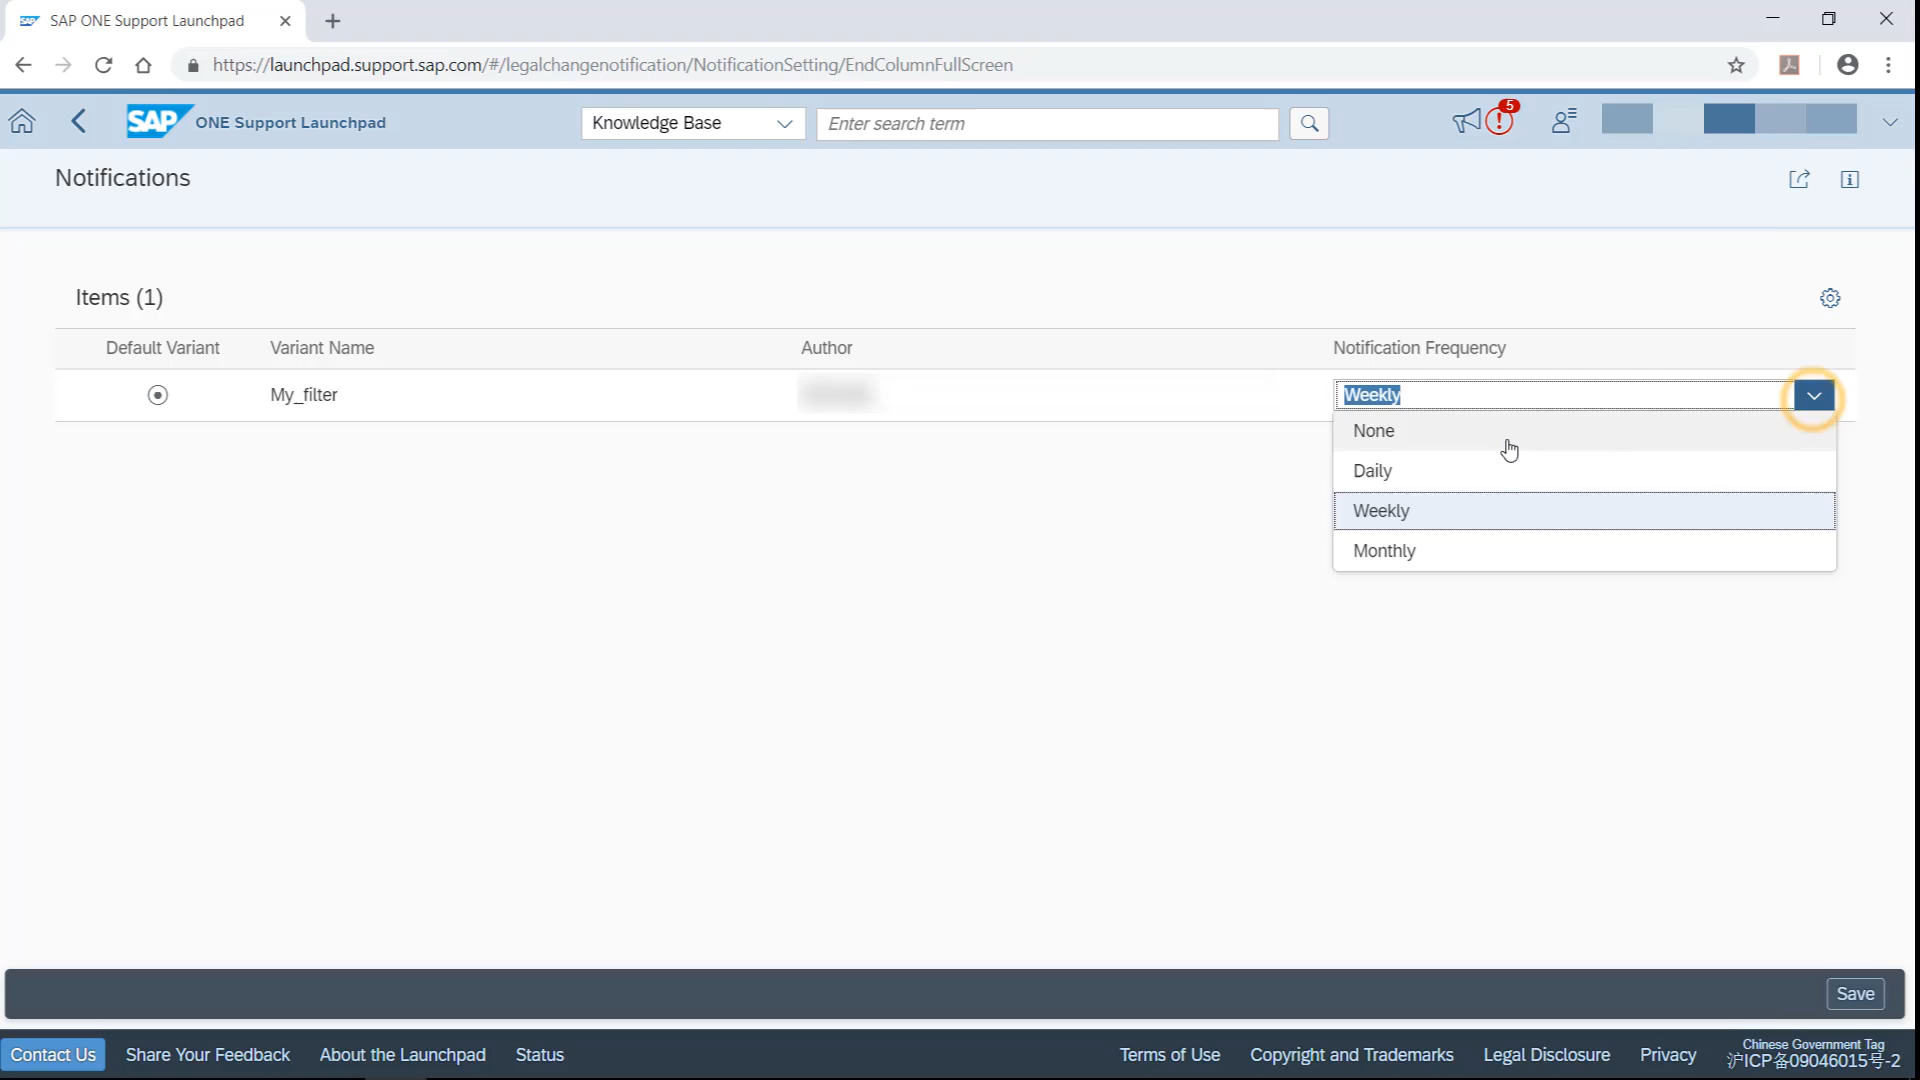 SAP ONE Support Launchpad
https://launchpad.support.sap.com/#/legalchangenotification/NotificationSetting/EndColumnFullScreen
SAP ONE Support Launchpad
Knowledge Base
Enter search term
5
Notifications
Items (1)
Default Variant Variant Name Author Notification Frequency
My_filter Weekly
None
Daily
Weekly
Monthly
Save
Contact Us Share Your Feedback About the Launchpad Status Terms of Use Copyright and Trademarks Legal Disclosure Privacy
Chinese Government Tag
沪ICP备09046015号-2